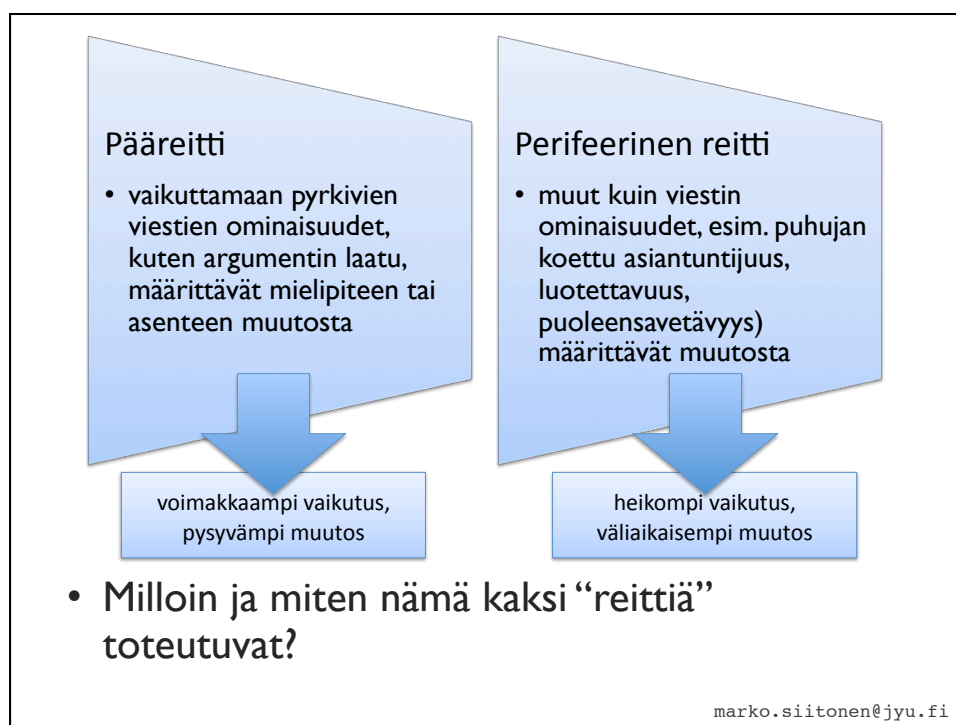 Pääreitti
• vaikuttamaan pyrkivien
viestien ominaisuudet,
kuten argumentin laatu,
määrittävät mielipiteen tai
asenteen muutosta
voimakkaampi vaikutus,
pysyvämpi muutos
Perifeerinen reitti
• muut kuin viestin
ominaisuudet, esim. puhujan
koettu asiantuntijuus,
luotettavuus,
puoleensavetävyys)
määrittävät muutosta
heikompi vaikutus,
väliaikaisempi muutos
• Milloin ja miten nämä kaksi “reittiä”
toteutuvat?
marko.siitonen@jyu.fi